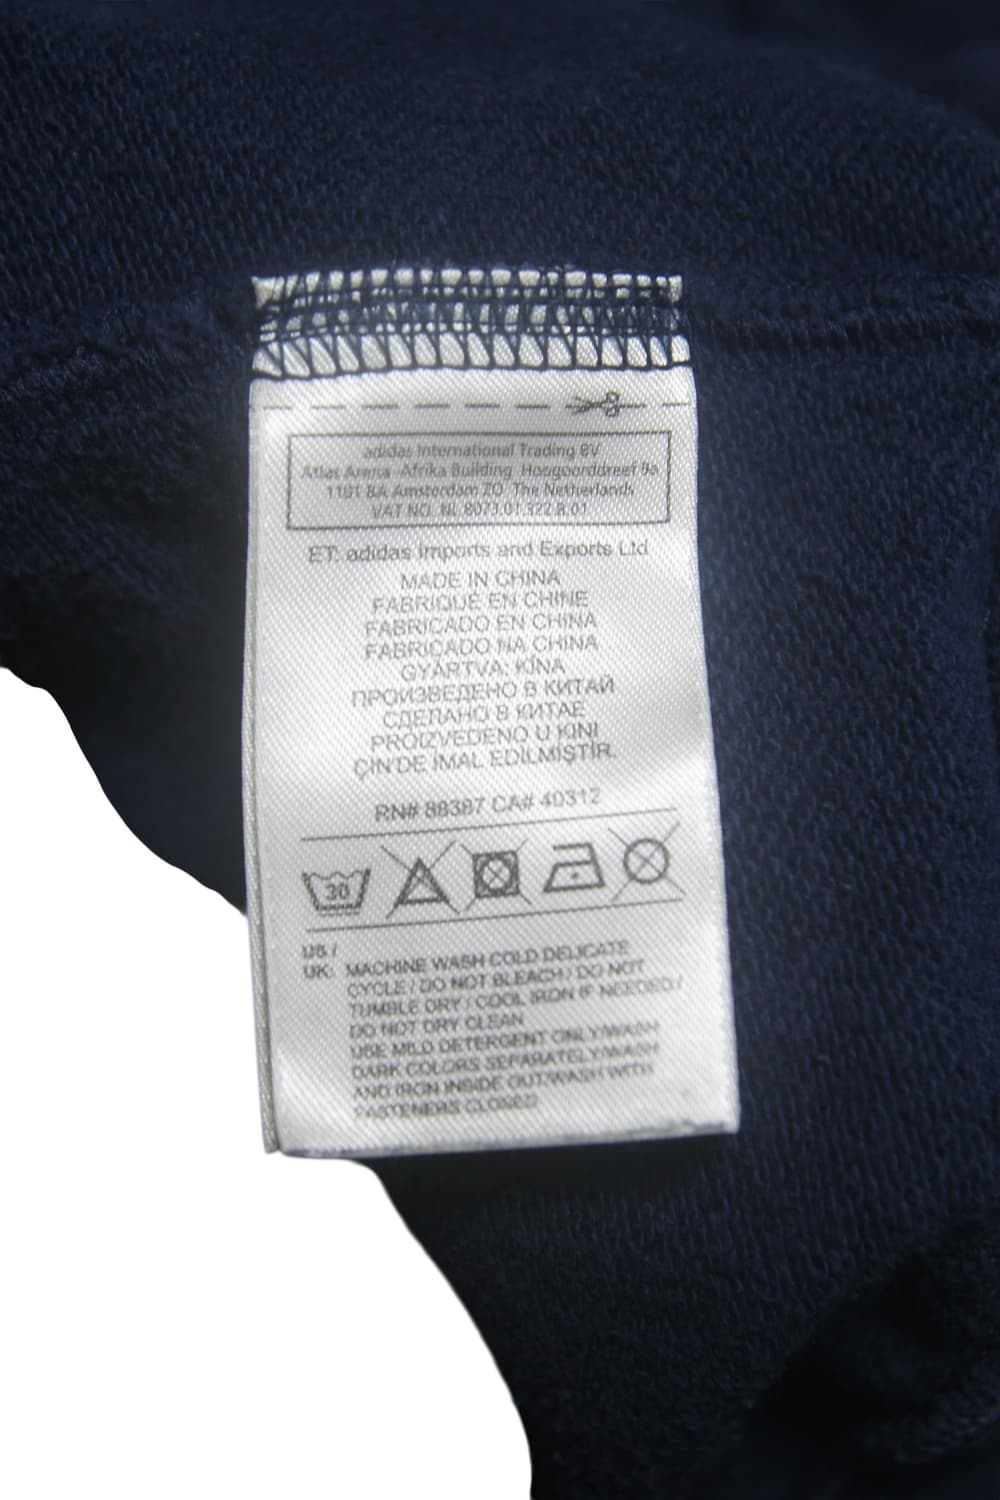 adidas International Trading BV
Atlas Arena -Afrika Building Hoogoorddreef 9a
1101 BA Amsterdam ZO The Netherlands
VAT NO. NL 8073.01.322.B.01
ET: adidas Imports and Exports Ltd
MADE IN CHINA
FABRIQUÉ EN CHINE
FABRICADO EN CHINA
FABRICADO NA CHINA
GYÁRTVA: KÍNA
ПРОИЗВЕДЕНО В КИТАЙ
СДЕЛАНО В КИТАЕ
PROIZVEDENO U KINI
ÇİN'DE İMAL EDİLMİŞTİR.
RN# 88387 CA# 40312
30
US /
UK: MACHINE WASH COLD DELICATE
CYCLE / DO NOT BLEACH / DO NOT
TUMBLE DRY / COOL IRON IF NEEDED /
DO NOT DRY CLEAN
USE MILD DETERGENT ONLY/WASH
DARK COLORS SEPARATELY/WASH
AND IRON INSIDE OUT/WASH WITH
FASTENERS CLOSED